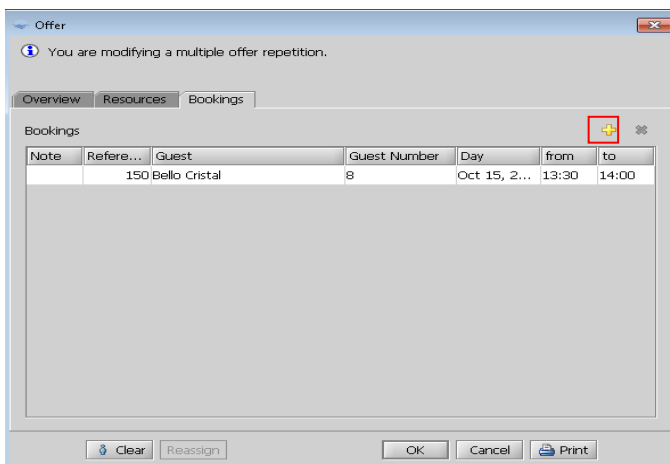 Offer
You are modifying a multiple offer repetition.
Overview Resources Bookings
Bookings
Note Refere... Guest Guest Number Day from to
150 Bello Cristal 8 Oct 15, 2... 13:30 14:00
Clear Reassign OK Cancel Print